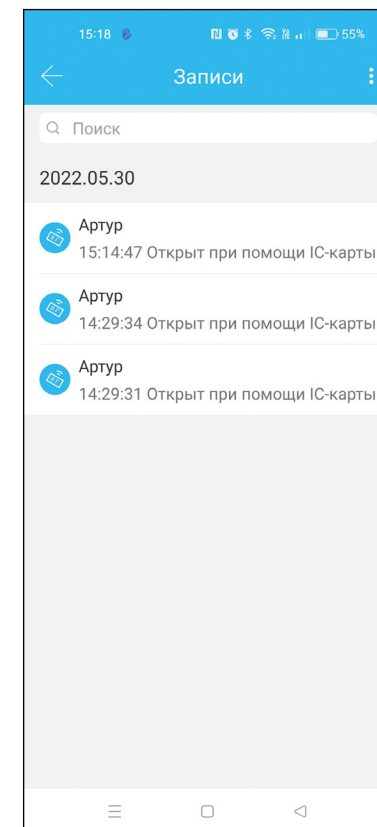 15:18 55%
Записи
Поиск
2022.05.30
Артур
15:14:47 Открыт при помощи IC-карты
Артур
14:29:34 Открыт при помощи IC-карты
Артур
14:29:31 Открыт при помощи IC-карты